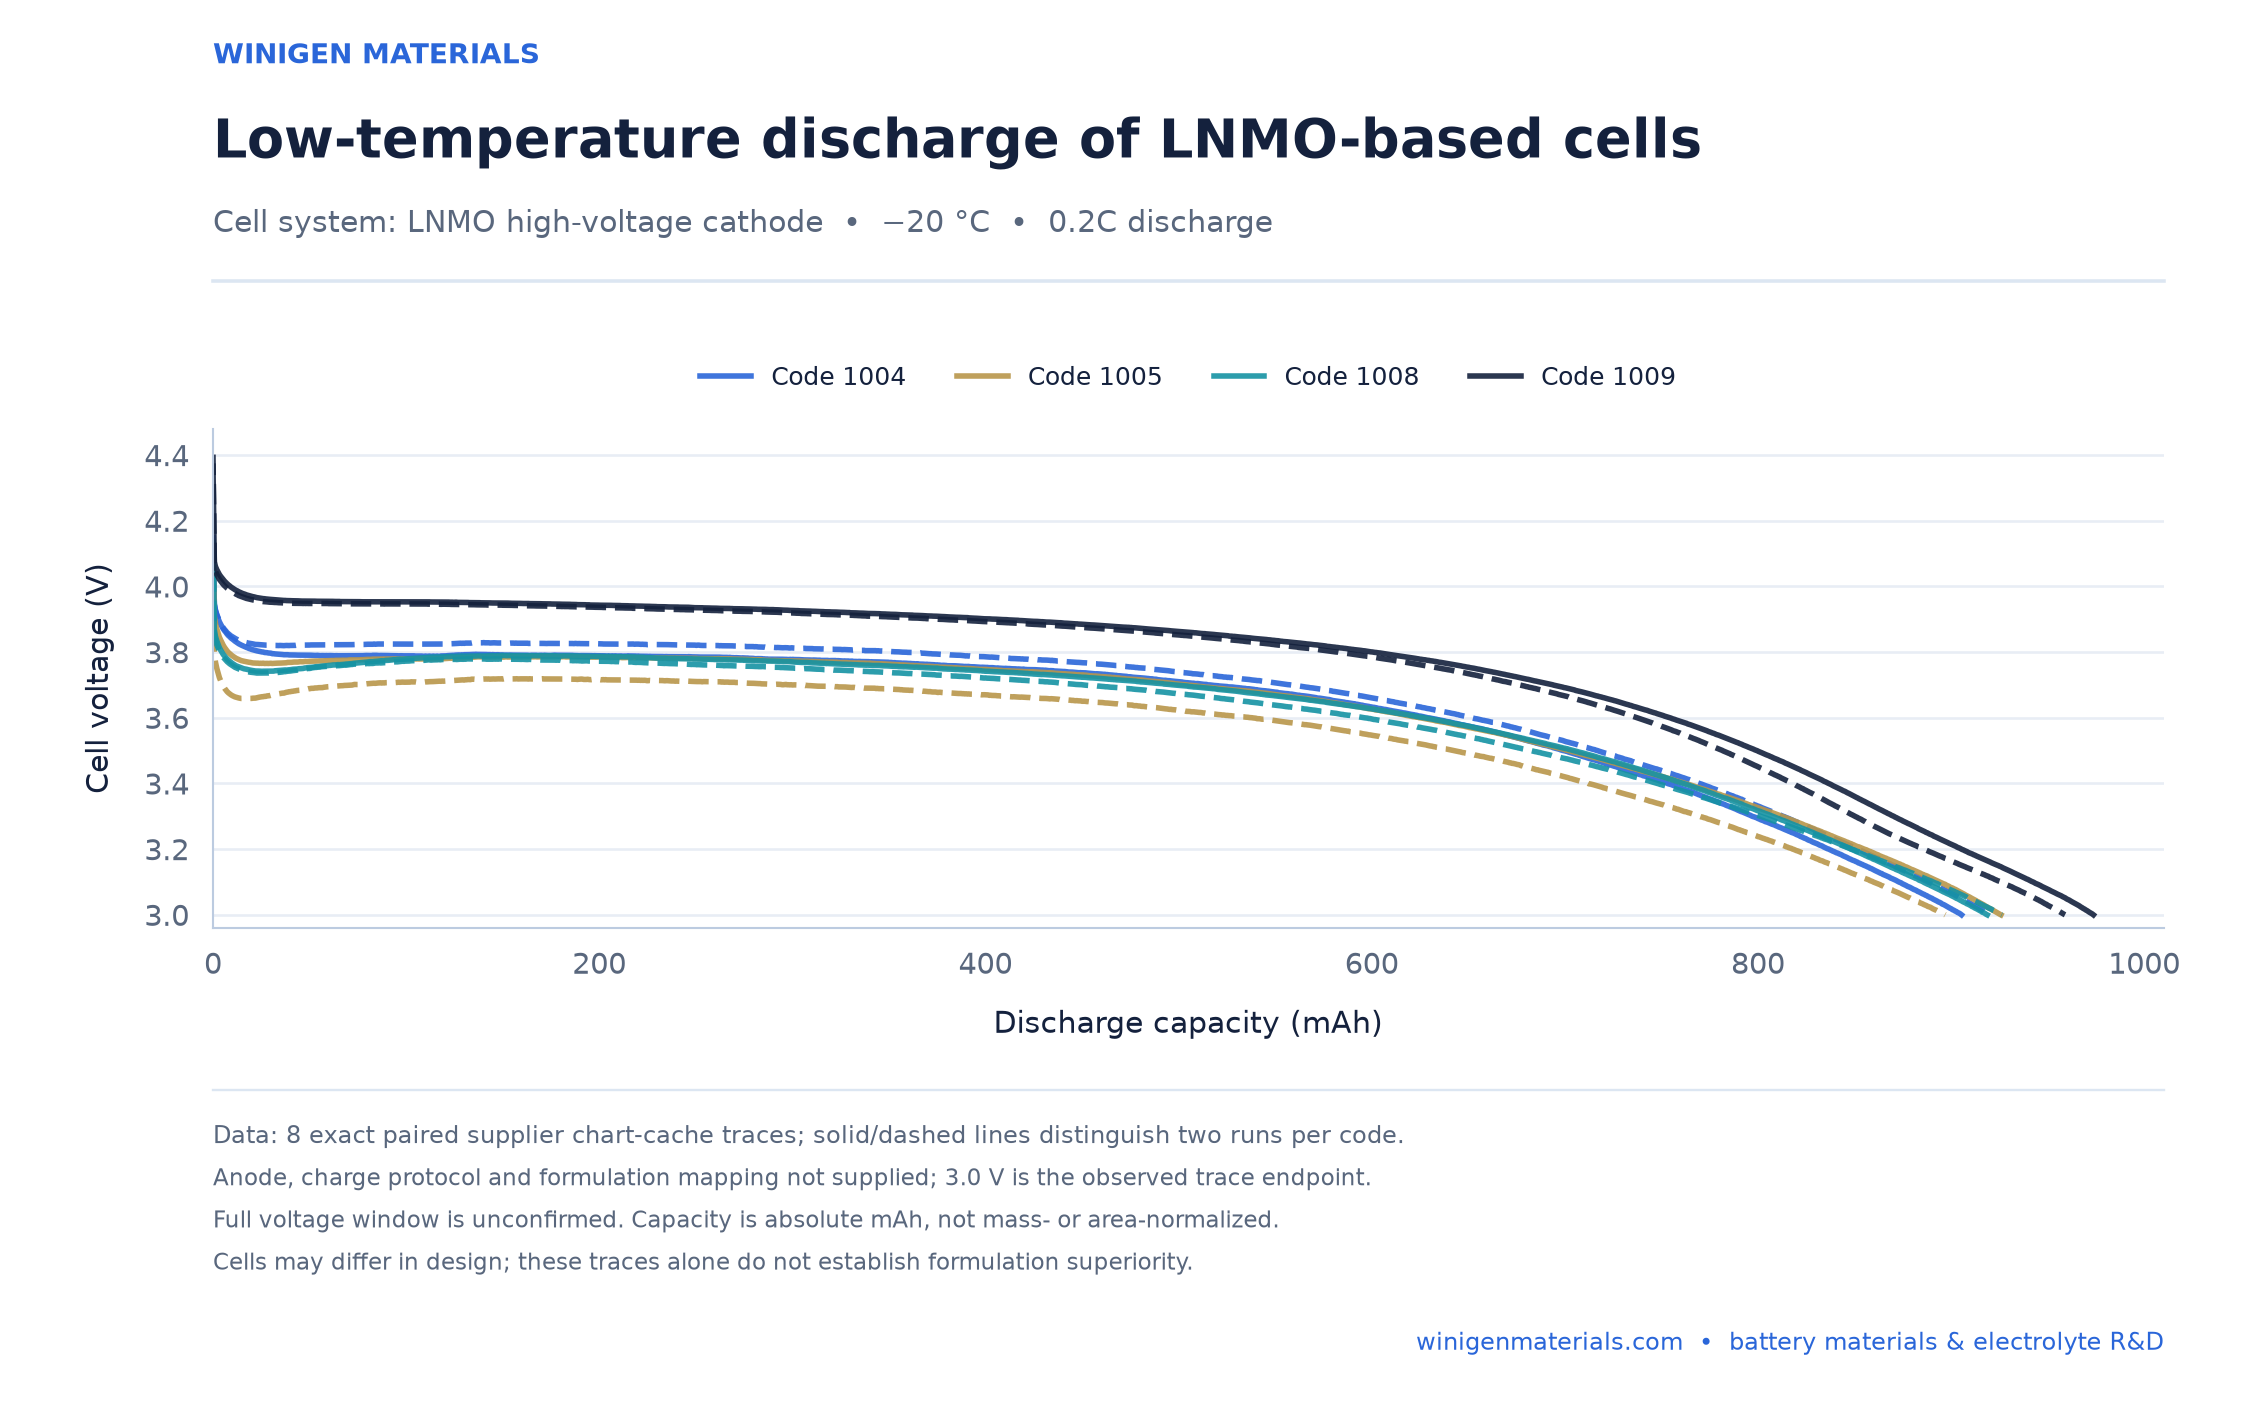 WINIGEN MATERIALS
Low-temperature discharge of LNMO-based cells
Cell system: LNMO high-voltage cathode • −20 °C • 0.2C discharge
Code 1004 Code 1005 Code 1008 Code 1009
4.4
4.2
4.0
3.8
3.6
3.4
3.2
3.0
Cell voltage (V)
0 200 400 600 800 1000
Discharge capacity (mAh)
Data: 8 exact paired supplier chart-cache traces; solid/dashed lines distinguish two runs per code.
Anode, charge protocol and formulation mapping not supplied; 3.0 V is the observed trace endpoint.
Full voltage window is unconfirmed. Capacity is absolute mAh, not mass- or area-normalized.
Cells may differ in design; these traces alone do not establish formulation superiority.
winigenmaterials.com • battery materials & electrolyte R&D